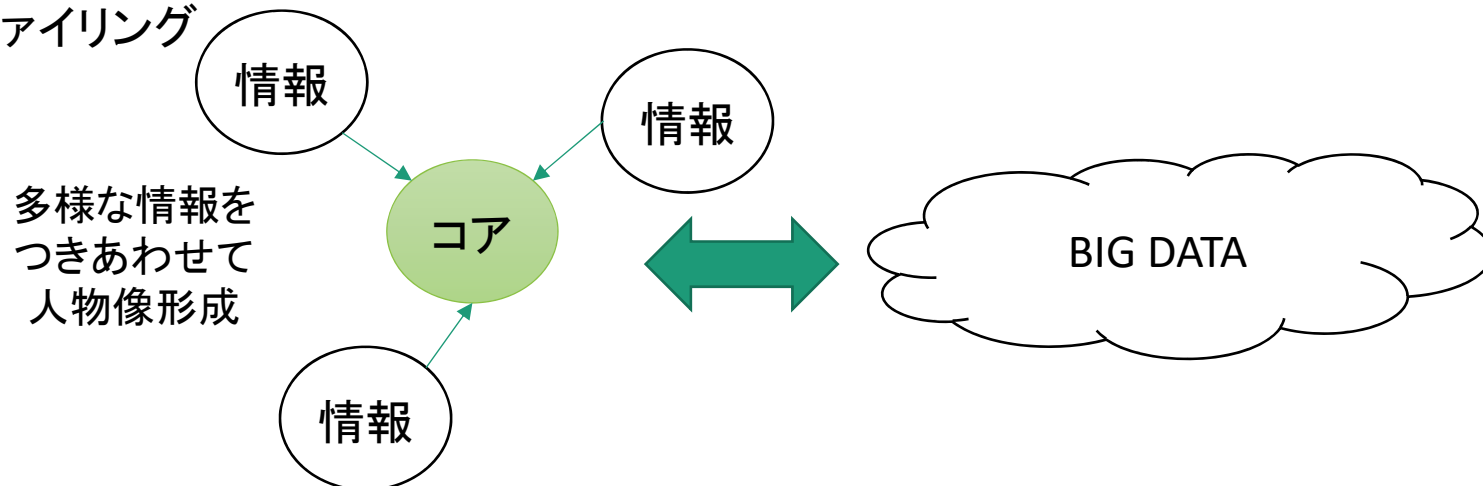 ァイリング
情報
情報
多様な情報を
つきあわせて
人物像形成
コア
BIG DATA
情報